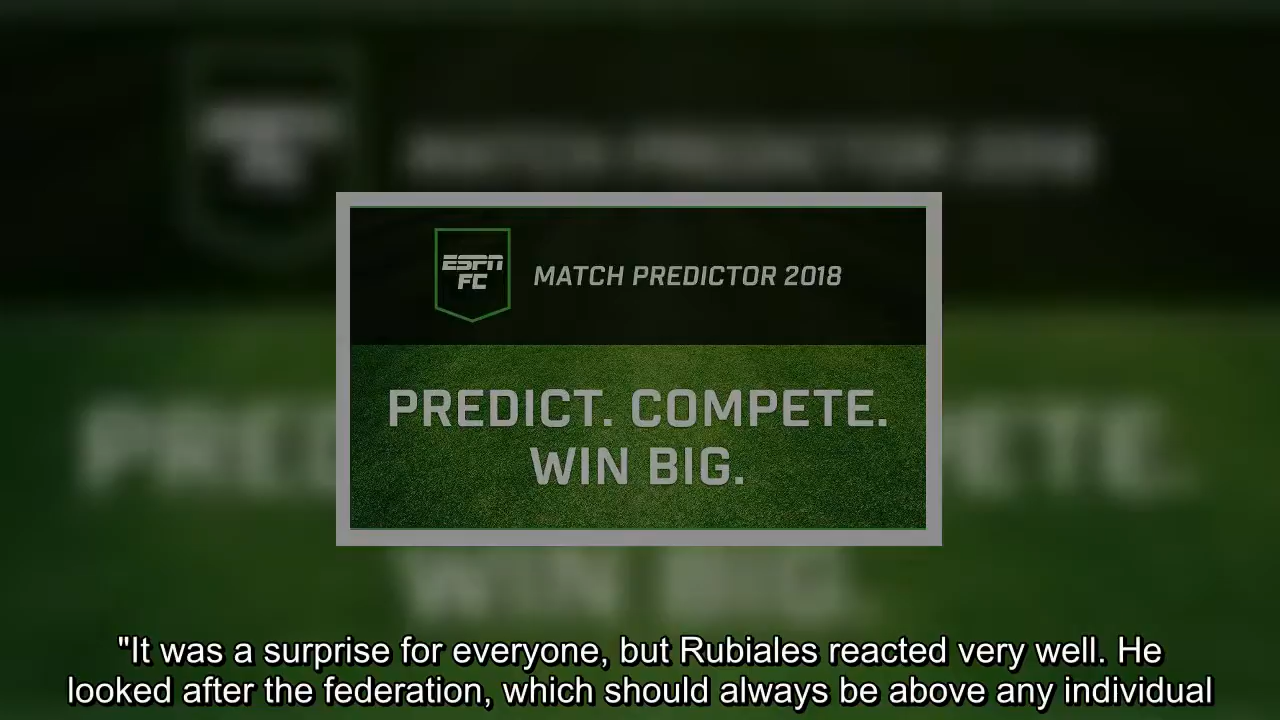 ESPN
FC
MATCH PREDICTOR 2018
PREDICT. COMPETE.
WIN BIG.
"It was a surprise for everyone, but Rubiales reacted very well. He
looked after the federation, which should always be above any individual